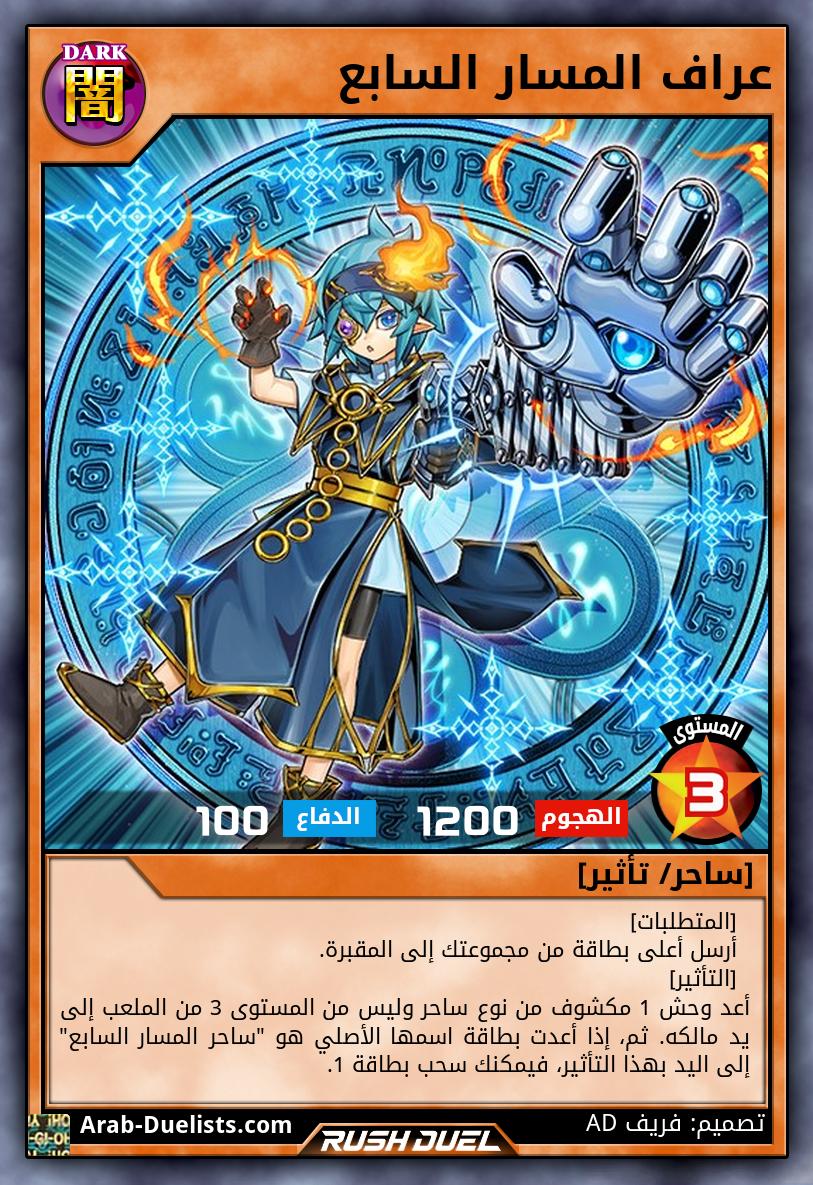 DARK
闇
عراف المسار السابع
المستوى
3
الهجوم 1200 الدفاع 100
[ساحر/ تأثير]
[المتطلبات]
أرسل أعلى بطاقة من مجموعتك إلى المقبرة.
[التأثير]
أعد وحش 1 مكشوف من نوع ساحر وليس من المستوى 3 من الملعب إلى
يد مالكه. ثم، إذا أعدت بطاقة اسمها الأصلي هو "ساحر المسار السابع"
إلى اليد بهذا التأثير، فيمكنك سحب بطاقة 1.
تصميم: فريف AD
RUSH DUEL
Arab-Duelists.com